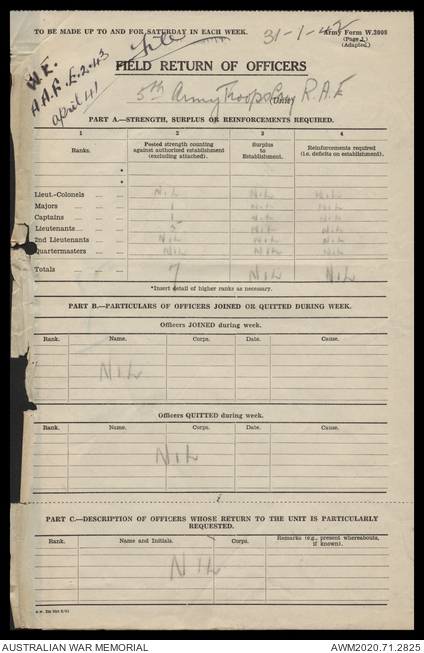 TO BE MADE UP TO AND FOR SATURDAY IN EACH WEEK.
file
31-1-42
Army Form W.3008
(Page 1)
(Adapted.)
W.E.
A.A.F. E.2.43
April 41
FIELD RETURN OF OFFICERS
5th Army Troops Coy R.A.E
(Unit)
PART A.—STRENGTH, SURPLUS OR REINFORCEMENTS REQUIRED.
1 2 3 4
Ranks. Posted strength counting against authorized establishment (excluding attached). Surplus to Establishment. Reinforcements required (i.e. deficits on establishment).
*
*
Lieut.-Colonels ... NIL NIL NIL
Majors ... ... 1 NIL NIL
Captains ... ... 1 NIL NIL
Lieutenants ... ... 5 NIL NIL
2nd Lieutenants ... ... NIL NIL NIL
Quartermasters ... ... NIL NIL NIL
Totals ... ... 7 NIL NIL
*Insert detail of higher ranks as necessary.
PART B.—PARTICULARS OF OFFICERS JOINED OR QUITTED DURING WEEK.
Officers JOINED during week.
Rank. Name. Corps. Date. Cause.
NIL
Officers QUITTED during week.
Rank. Name. Corps. Date. Cause.
NIL
PART C.—DESCRIPTION OF OFFICERS WHOSE RETURN TO THE UNIT IS PARTICULARLY
REQUESTED.
Rank. Name and Initials. Corps. Remarks (e.g., present whereabouts, if known).
NIL
AUSTRALIAN WAR MEMORIAL AWM2020.71.2825